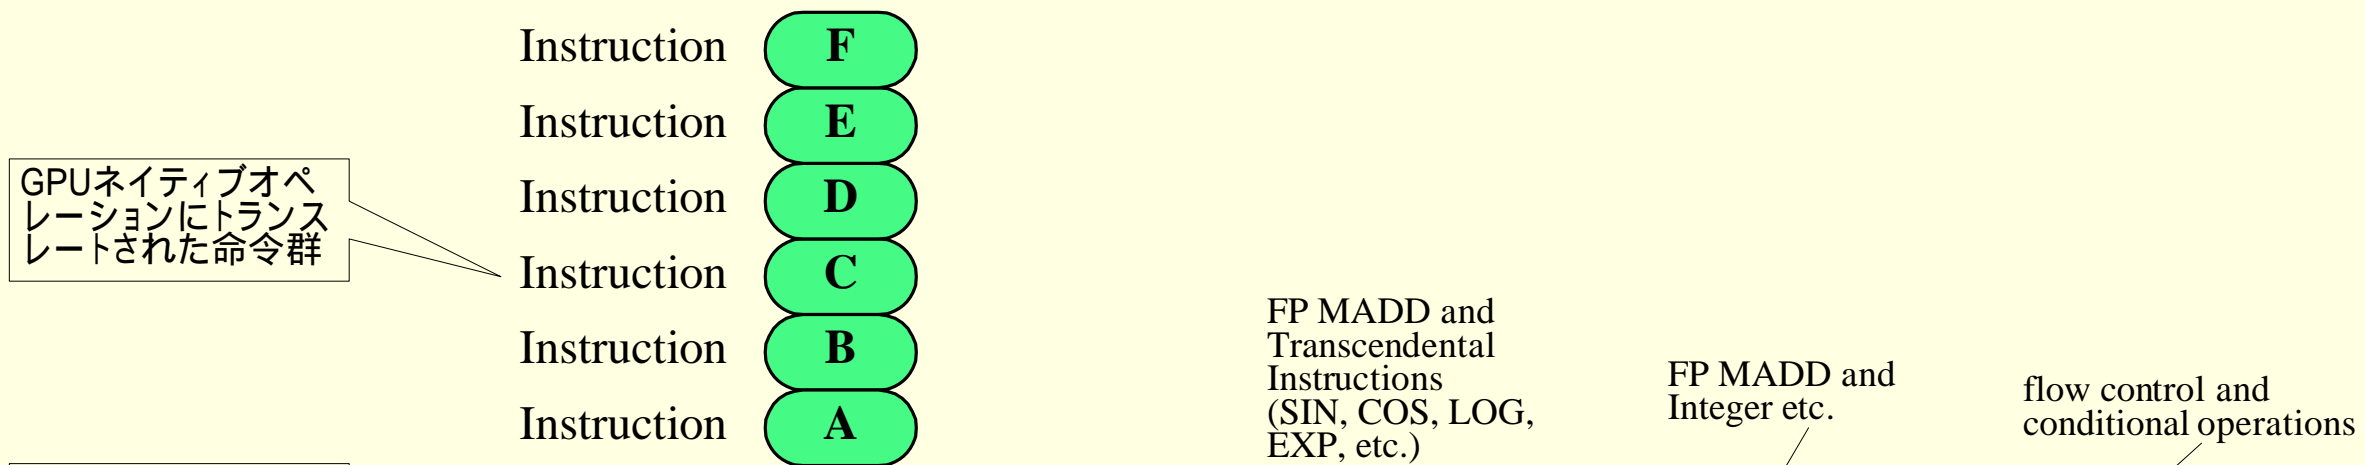 Instruction F
Instruction E
GPUネイティブオペ
レーションにトランス
レートされた命令群
Instruction D
Instruction C
Instruction B
Instruction A
FP MADD and
Transcendental
Instructions
(SIN, COS, LOG,
EXP, etc.)
FP MADD and
Integer etc.
flow control and
conditional operations